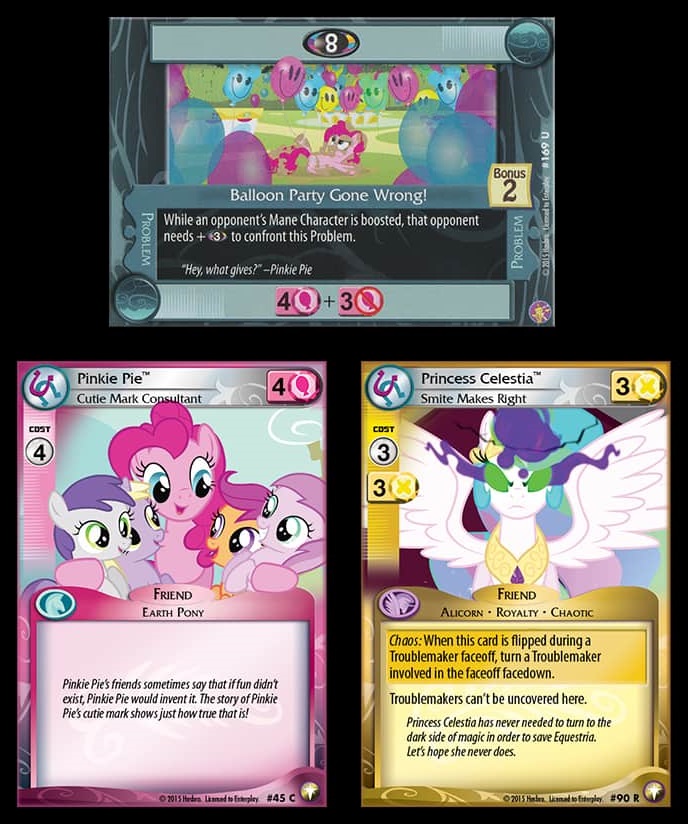 8
Bonus
2
Balloon Party Gone Wrong!
PROBLEM
While an opponent's Mane Character is boosted, that opponent
needs + 3 to confront this Problem.
"Hey, what gives?" –Pinkie Pie
PROBLEM
© 2015 Hasbro. Licensed to Enterplay. #169 U
4 + 3
Pinkie Pie™
Cutie Mark Consultant
4
COST
4
FRIEND
EARTH PONY
Pinkie Pie's friends sometimes say that if fun didn't
exist, Pinkie Pie would invent it. The story of Pinkie
Pie's cutie mark shows just how true that is!
© 2015 Hasbro. Licensed to Enterplay. #45 C
Princess Celestia™
Smite Makes Right
3
COST
3
3
FRIEND
ALICORN • ROYALTY • CHAOTIC
Chaos: When this card is flipped during a
Troublemaker faceoff, turn a Troublemaker
involved in the faceoff facedown.
Troublemakers can't be uncovered here.
Princess Celestia has never needed to turn to the
dark side of magic in order to save Equestria.
Let's hope she never does.
© 2015 Hasbro. Licensed to Enterplay. #90 R